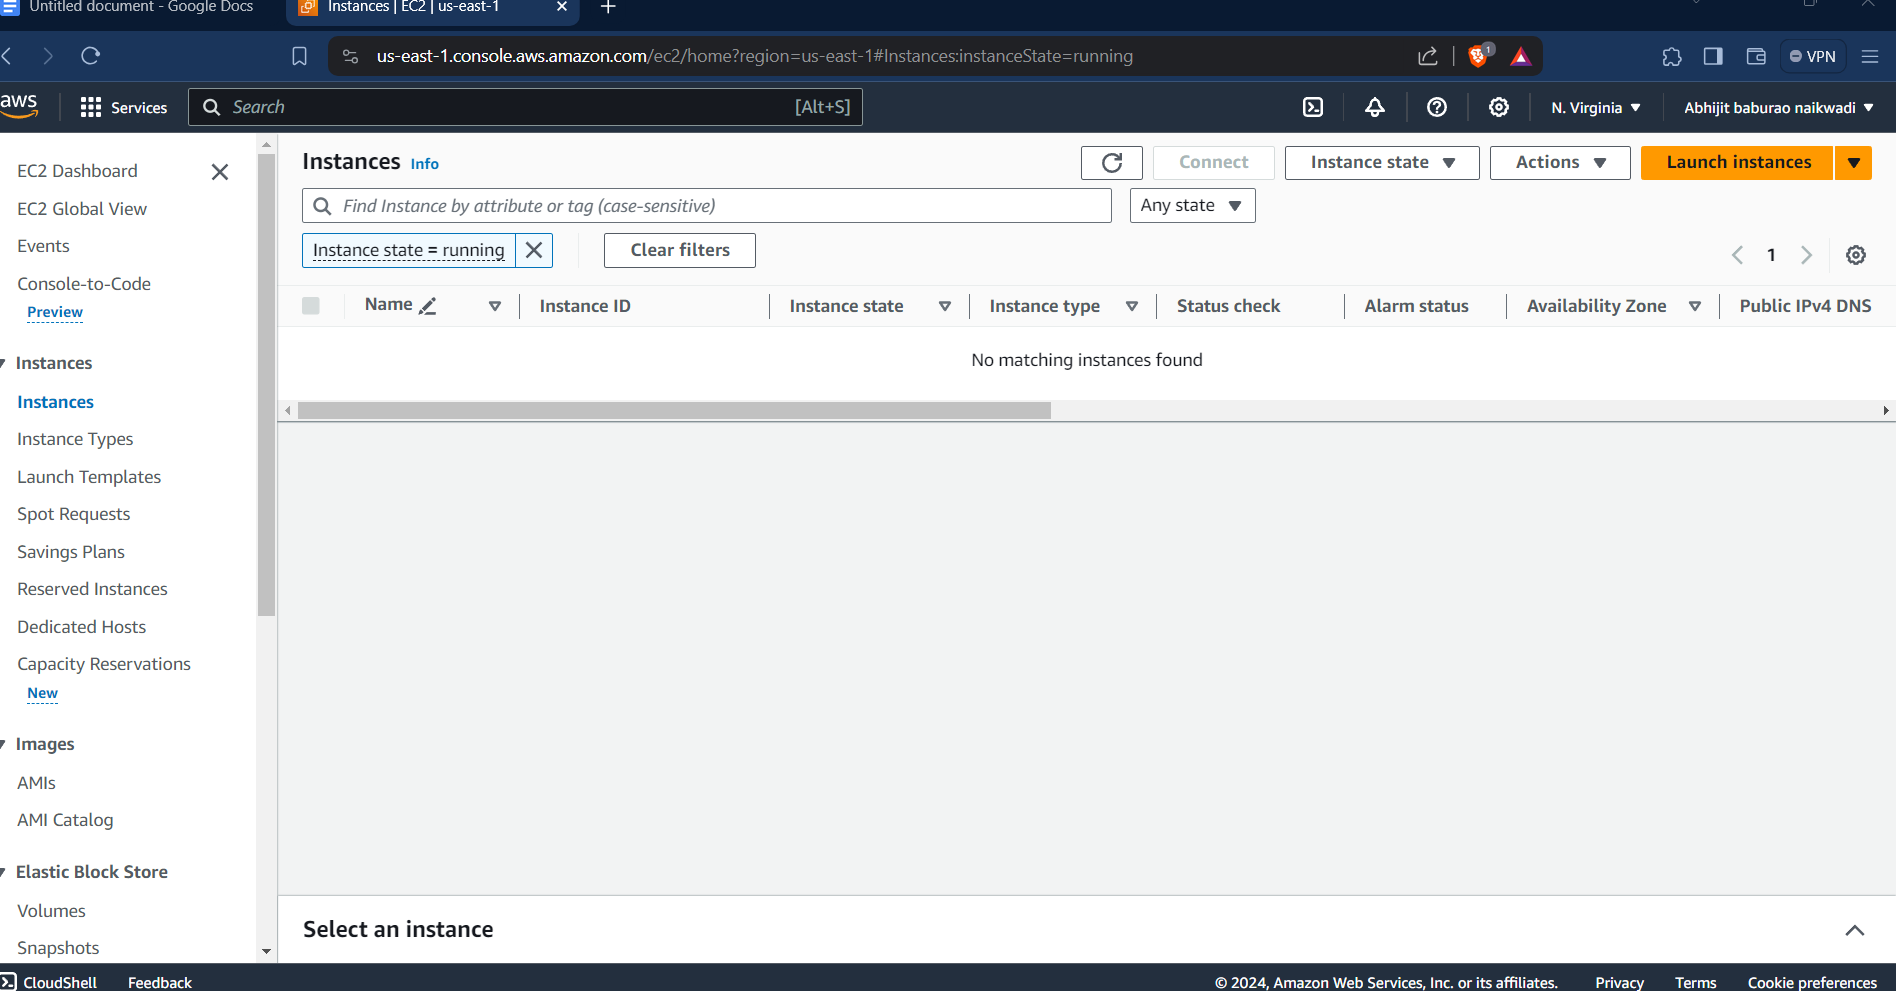 Untitled document - Google Docs
Instances | EC2 | us-east-1
us-east-1.console.aws.amazon.com/ec2/home?region=us-east-1#Instances:instanceState=running
1
VPN
aws
Services
Search
[Alt+S]
N. Virginia
Abhijit baburao naikwadi
EC2 Dashboard
EC2 Global View
Events
Console-to-Code
Preview
Instances
Instances
Instance Types
Launch Templates
Spot Requests
Savings Plans
Reserved Instances
Dedicated Hosts
Capacity Reservations
New
Images
AMIs
AMI Catalog
Elastic Block Store
Volumes
Snapshots
Instances Info
Connect
Instance state
Actions
Launch instances
Find Instance by attribute or tag (case-sensitive)
Any state
Instance state = running
Clear filters
1
Name
Instance ID
Instance state
Instance type
Status check
Alarm status
Availability Zone
Public IPv4 DNS
No matching instances found
Select an instance
CloudShell
Feedback
© 2024, Amazon Web Services, Inc. or its affiliates.
Privacy
Terms
Cookie preferences